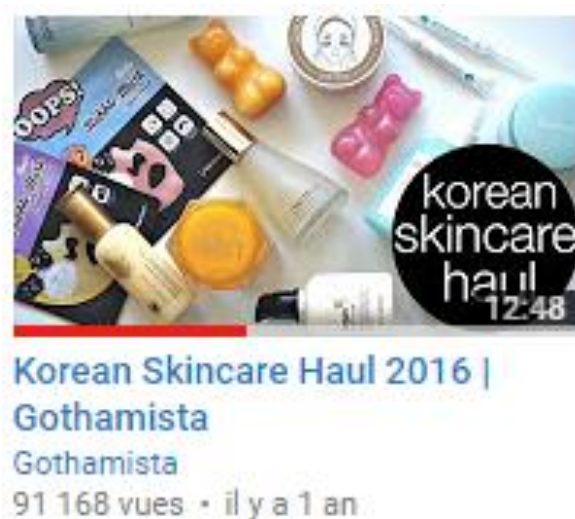 OOPS!
korean
skincare
haul
12:48
Korean Skincare Haul 2016 |
Gothamista
Gothamista
91 168 vues • il y a 1 an